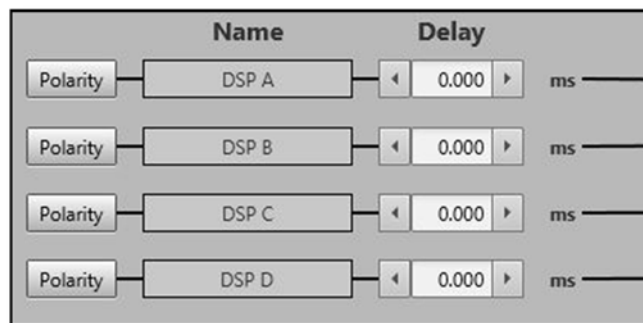 Name Delay
Polarity DSP A 0.000 ms
Polarity DSP B 0.000 ms
Polarity DSP C 0.000 ms
Polarity DSP D 0.000 ms